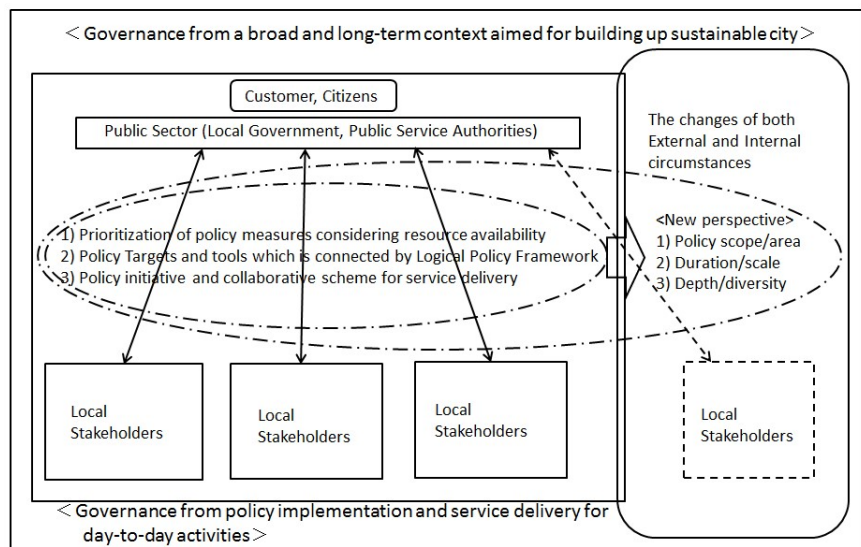 ＜Governance from a broad and long-term context aimed for building up sustainable city＞
Customer, Citizens
Public Sector (Local Government, Public Service Authorities)
The changes of both
External and Internal
circumstances
1) Prioritization of policy measures considering resource availability
2) Policy Targets and tools which is connected by Logical Policy Framework
3) Policy initiative and collaborative scheme for service delivery
<New perspective>
1) Policy scope/area
2) Duration/scale
3) Depth/diversity
Local
Stakeholders
Local
Stakeholders
Local
Stakeholders
Local
Stakeholders
＜Governance from policy implementation and service delivery for
day-to-day activities＞